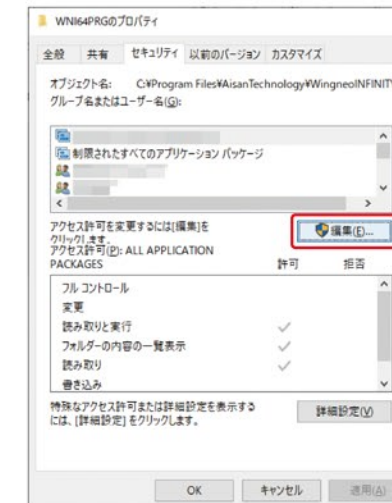 WNI64PRGのプロパティ
全般 共有 セキュリティ 以前のバージョン カスタマイズ
オブジェクト名: C:¥Program Files¥AisanTechnology¥WingneoINFINITY
グループ名またはユーザー名(G):
制限されたすべてのアプリケーション パッケージ
アクセス許可を変更するには[編集]を
クリックします。
編集(E)...
アクセス許可(P): ALL APPLICATION
PACKAGES 許可 拒否
フル コントロール
変更
読み取りと実行
フォルダーの内容の一覧表示
読み取り
書き込み
特殊なアクセス許可または詳細設定を表示する
には、[詳細設定] をクリックします。
詳細設定(V)
OK キャンセル 適用(A)